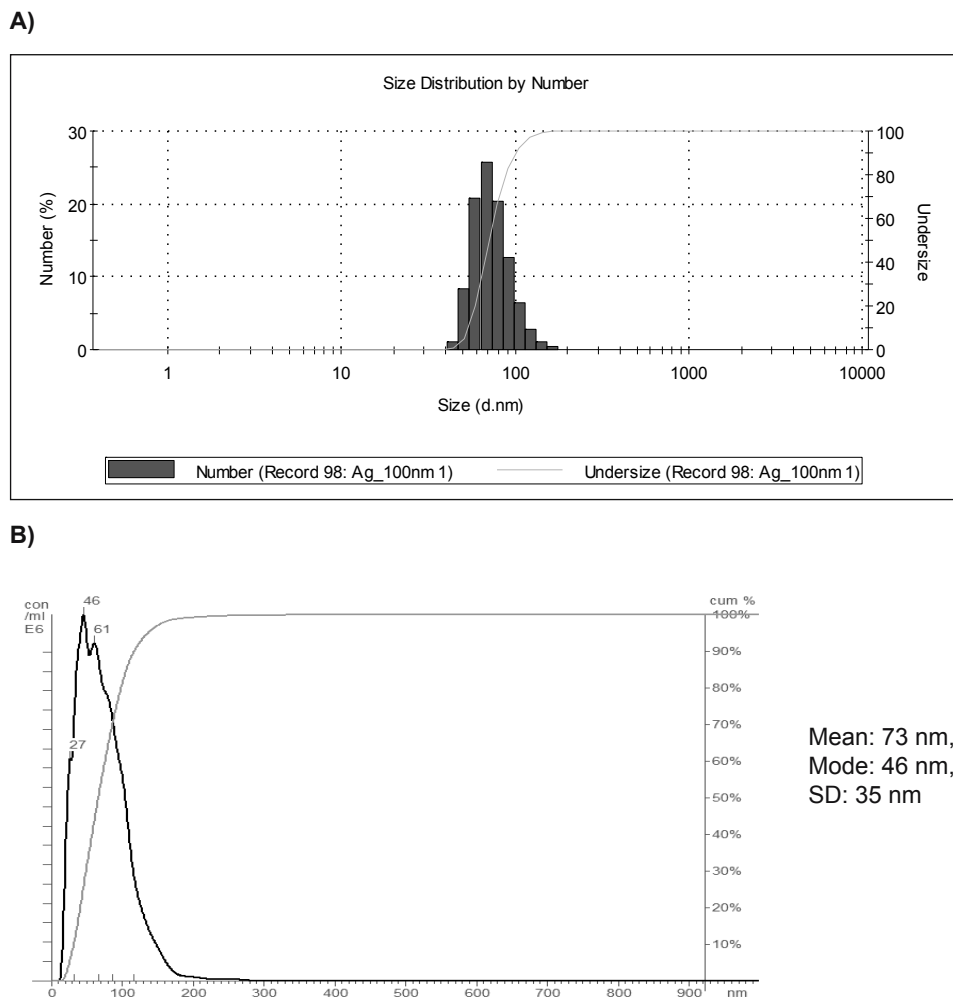 A)
Size Distribution by Number
30
20
10
0
Number (%)
100
80
60
40
20
0
Undersize
1
10
100
1000
10000
Size (d.nm)
Number (Record 98: Ag_100nm 1)
Undersize (Record 98: Ag_100nm 1)
B)
con
/ml
E6
46
61
27
cum %
100%
90%
80%
70%
60%
50%
40%
30%
20%
10%
0
100
200
300
400
500
600
700
800
900
nm
Mean: 73 nm,
Mode: 46 nm,
SD: 35 nm